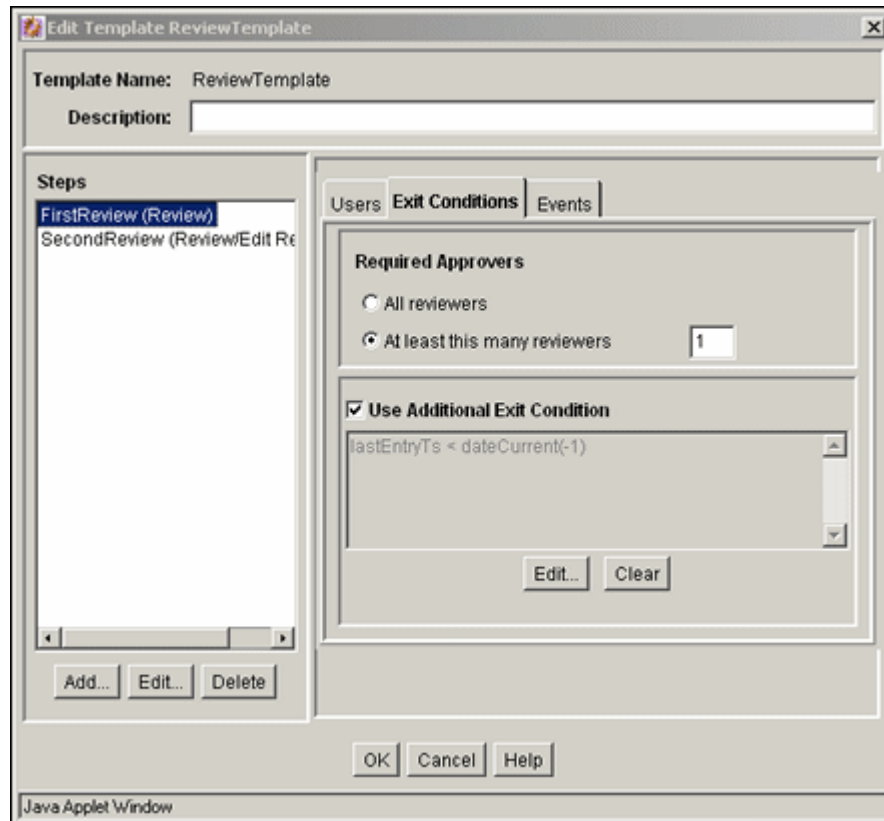 Edit Template ReviewTemplate
Template Name: ReviewTemplate
Description:
Steps
FirstReview (Review)
SecondReview (Review/Edit Re
Add... Edit... Delete
Users Exit Conditions Events
Required Approvers
All reviewers
At least this many reviewers 1
Use Additional Exit Condition
lastEntryTs < dateCurrent(-1)
Edit... Clear
OK Cancel Help
Java Applet Window